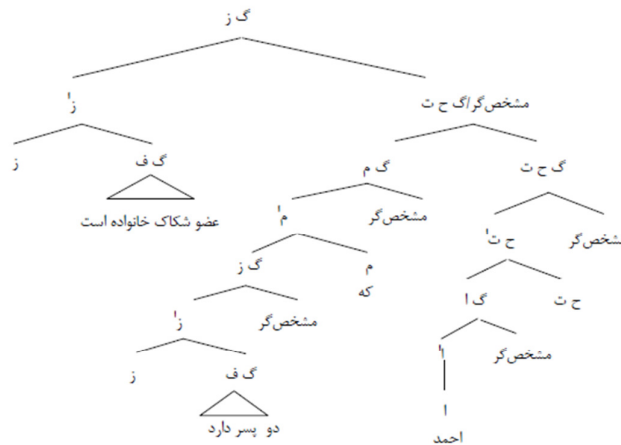 گ ز
مشخص‌گر/گ ح ت ز'
گ ح ت گ م گ ف ز
مشخص‌گر ح ت' مشخص‌گر م' عضو شکاک خانواده است
ح ت گ ا م گ ز
که
مشخص‌گر ا' مشخص‌گر ز'
ا گ ف ز
احمد دو پسر دارد